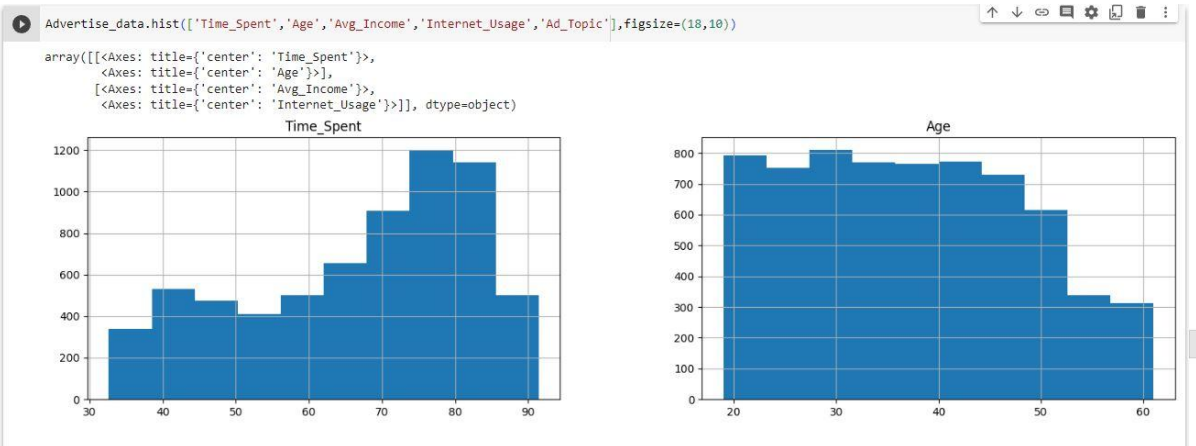 Advertise_data.hist(['Time_Spent','Age','Avg_Income','Internet_Usage','Ad_Topic'],figsize=(18,10))
array([[<Axes: title={'center': 'Time_Spent'}>,
<Axes: title={'center': 'Age'}>],
[<Axes: title={'center': 'Avg_Income'}>,
<Axes: title={'center': 'Internet_Usage'}>]], dtype=object)
Time_Spent
1200
1000
800
600
400
200
0
30 40 50 60 70 80 90
Age
800
700
600
500
400
300
200
100
0
20 30 40 50 60